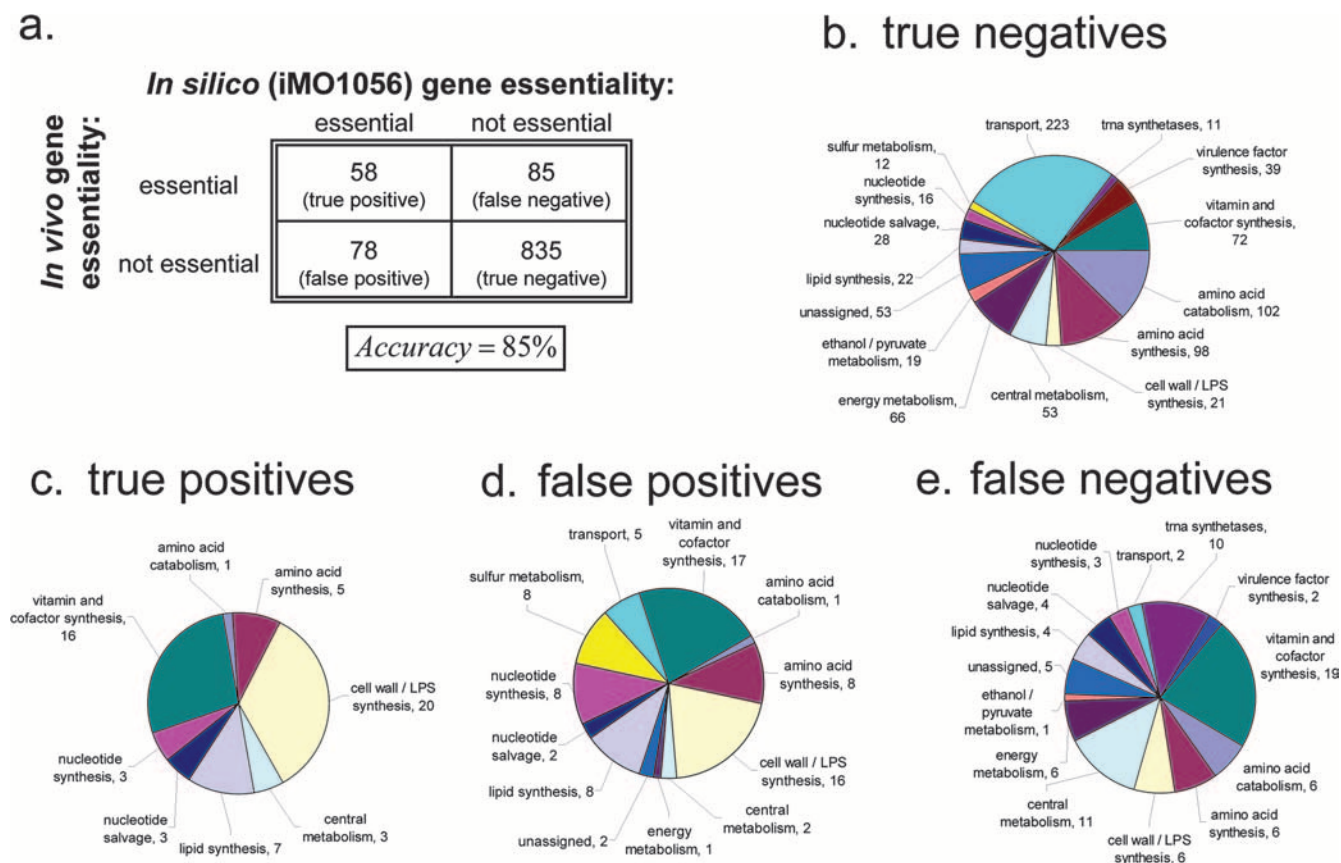 a.
In silico (iMO1056) gene essentiality:
In vivo gene
essentiality:
essential
not essential
essential
58
(true positive)
85
(false negative)
not essential
78
(false positive)
835
(true negative)
Accuracy = 85%
b. true negatives
transport, 223
trna synthetases, 11
virulence factor
synthesis, 39
vitamin and
cofactor synthesis,
72
amino acid
catabolism, 102
amino acid
synthesis, 98
cell wall / LPS
synthesis, 21
central metabolism,
53
energy metabolism,
66
ethanol / pyruvate
metabolism, 19
unassigned, 53
lipid synthesis, 22
nucleotide salvage,
28
nucleotide
synthesis, 16
sulfur metabolism,
12
c. true positives
amino acid
catabolism, 1
amino acid
synthesis, 5
cell wall / LPS
synthesis, 20
central
metabolism, 3
lipid synthesis, 7
nucleotide
salvage, 3
nucleotide
synthesis, 3
vitamin and
cofactor synthesis,
16
d. false positives
transport, 5
vitamin and
cofactor
synthesis, 17
amino acid
catabolism, 1
amino acid
synthesis, 8
cell wall / LPS
synthesis, 16
central
metabolism, 2
energy
metabolism, 1
unassigned, 2
lipid synthesis, 8
nucleotide
salvage, 2
nucleotide
synthesis, 8
sulfur metabolism,
8
e. false negatives
trna synthetases,
10
virulence factor
synthesis, 2
vitamin and
cofactor
synthesis, 19
amino acid
catabolism, 6
amino acid
synthesis, 6
cell wall / LPS
synthesis, 6
central
metabolism, 11
energy
metabolism, 6
ethanol /
pyruvate
metabolism, 1
unassigned, 5
lipid synthesis, 4
nucleotide
salvage, 4
nucleotide
synthesis, 3
transport, 2